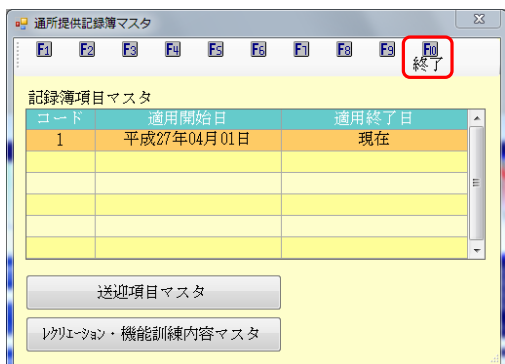 通所提供記録簿マスタ
F1 F2 F3 F4 F5 F6 F7 F8 F9 F10
終了
記録簿項目マスタ
コード 適用開始日 適用終了日
1 平成27年04月01日 現在
送迎項目マスタ
ﾚｸﾘｴｰｼｮﾝ・機能訓練内容マスタ